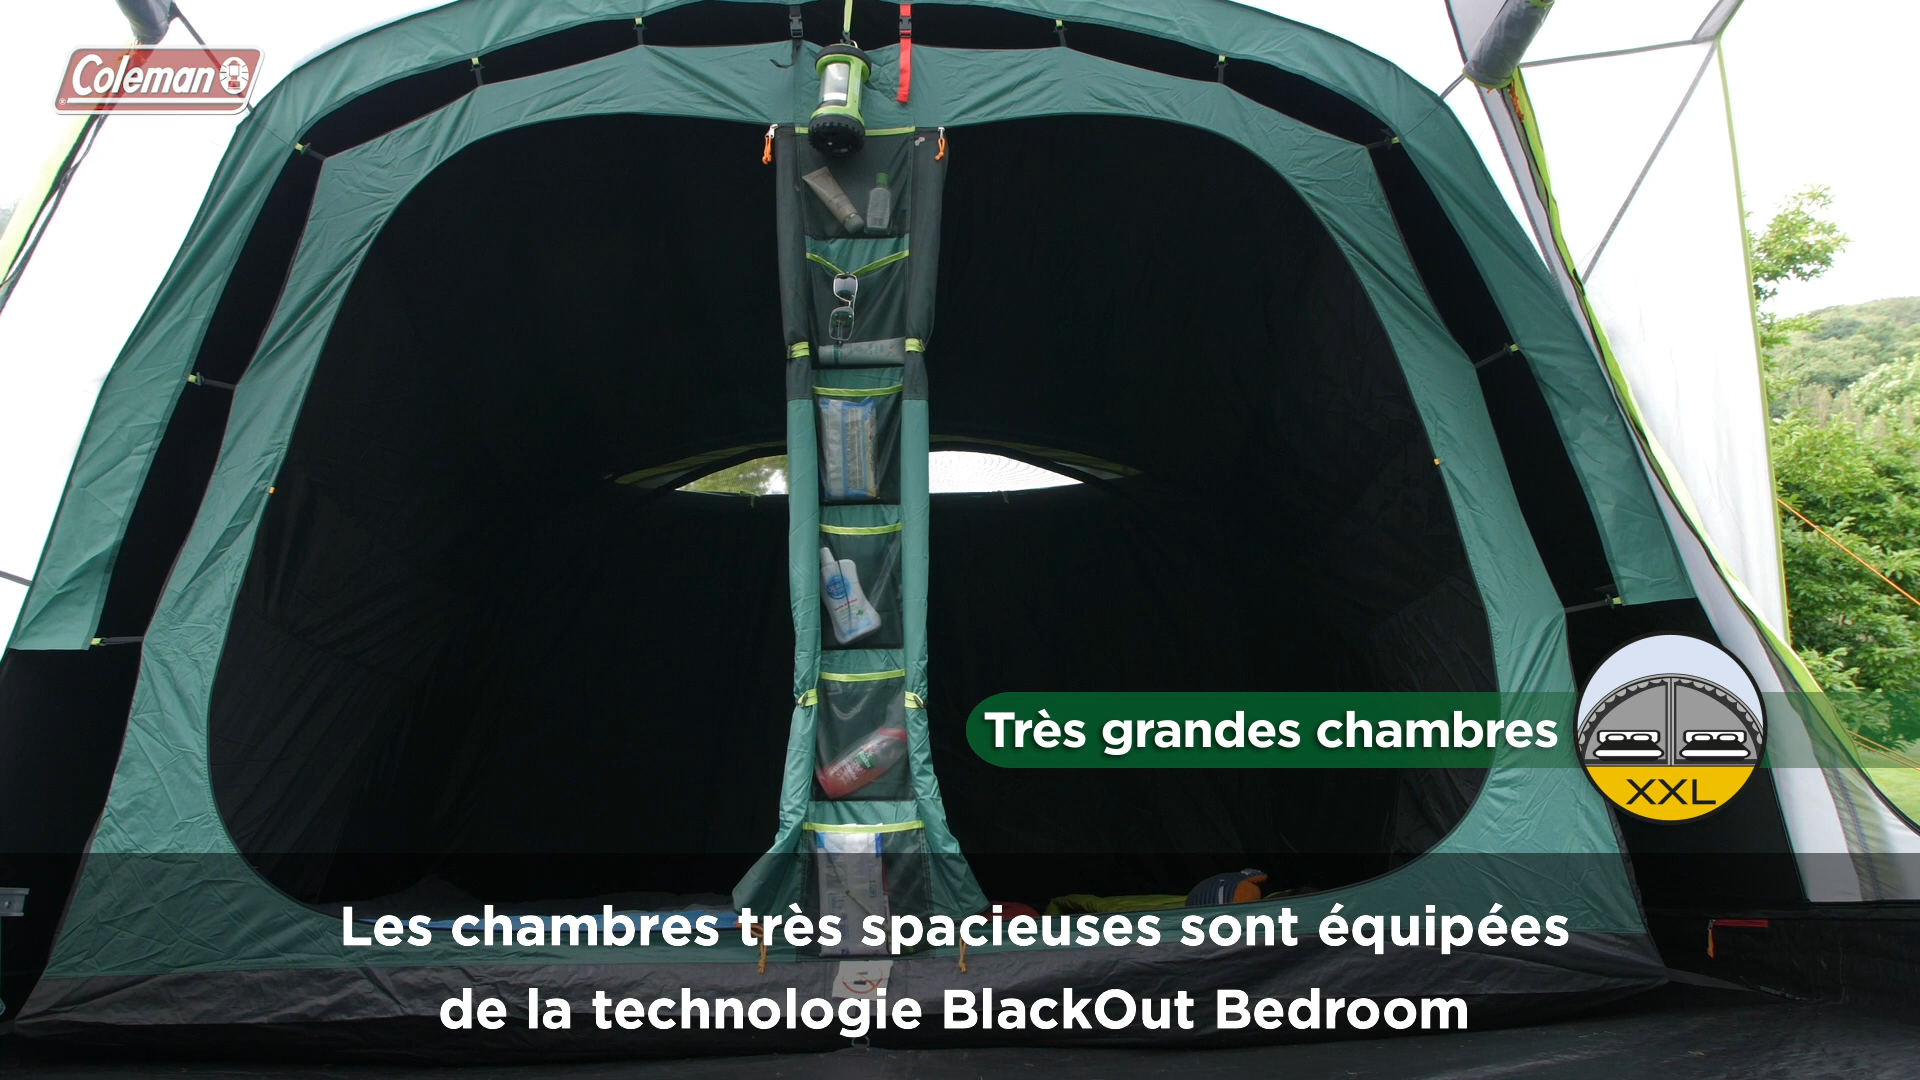 Coleman
Très grandes chambres
XXL
Les chambres très spacieuses sont équipées
de la technologie BlackOut Bedroom